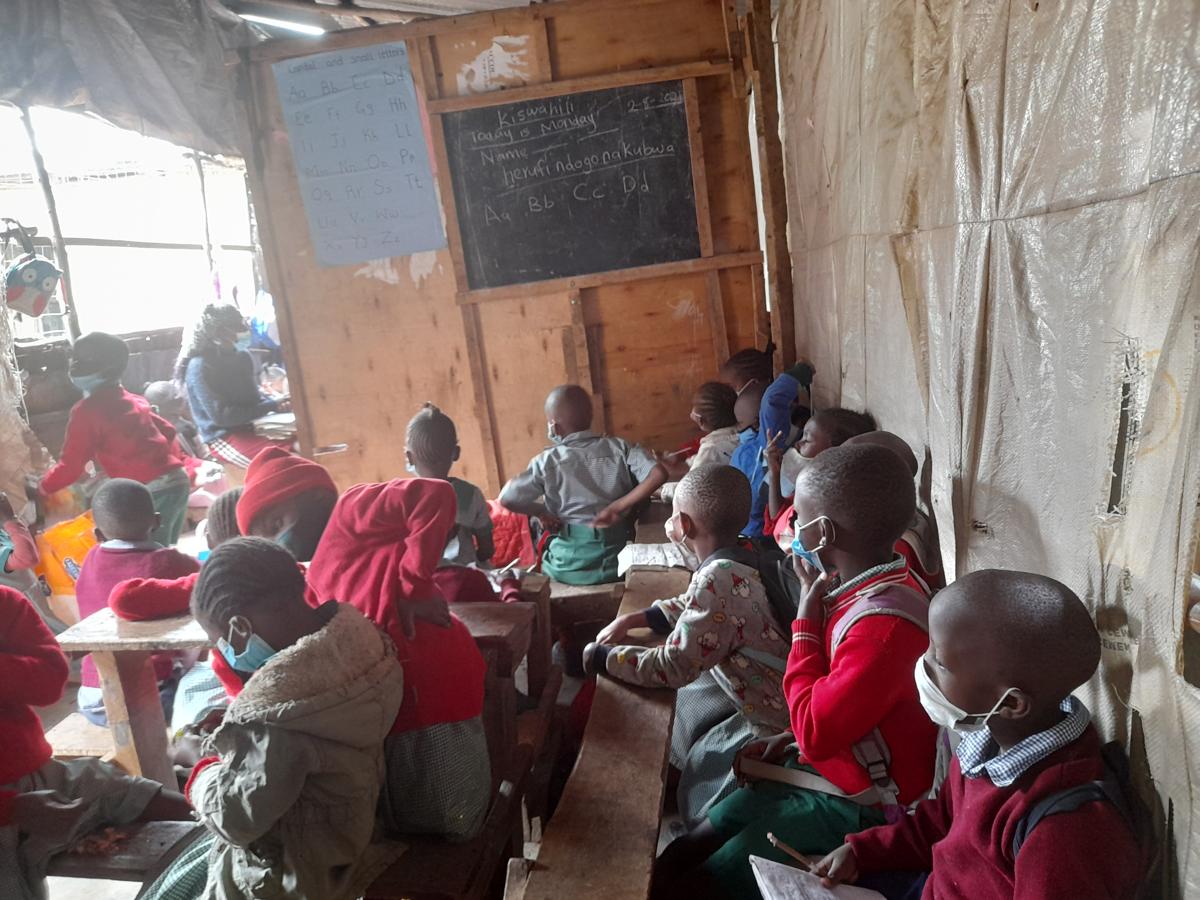 Capital and small letters
Aa Bb Cc Dd
Ee Ff Gg Hh
Ii Jj Kk LL
Mm Nn Oo Pp
Qq Rr Ss Tt
Uu Vv Ww
Xx Yy Zz
Kiswahili
2-8-2021
Today is Monday
Name
herufi ndogo na kubwa
Aa Bb Cc Dd